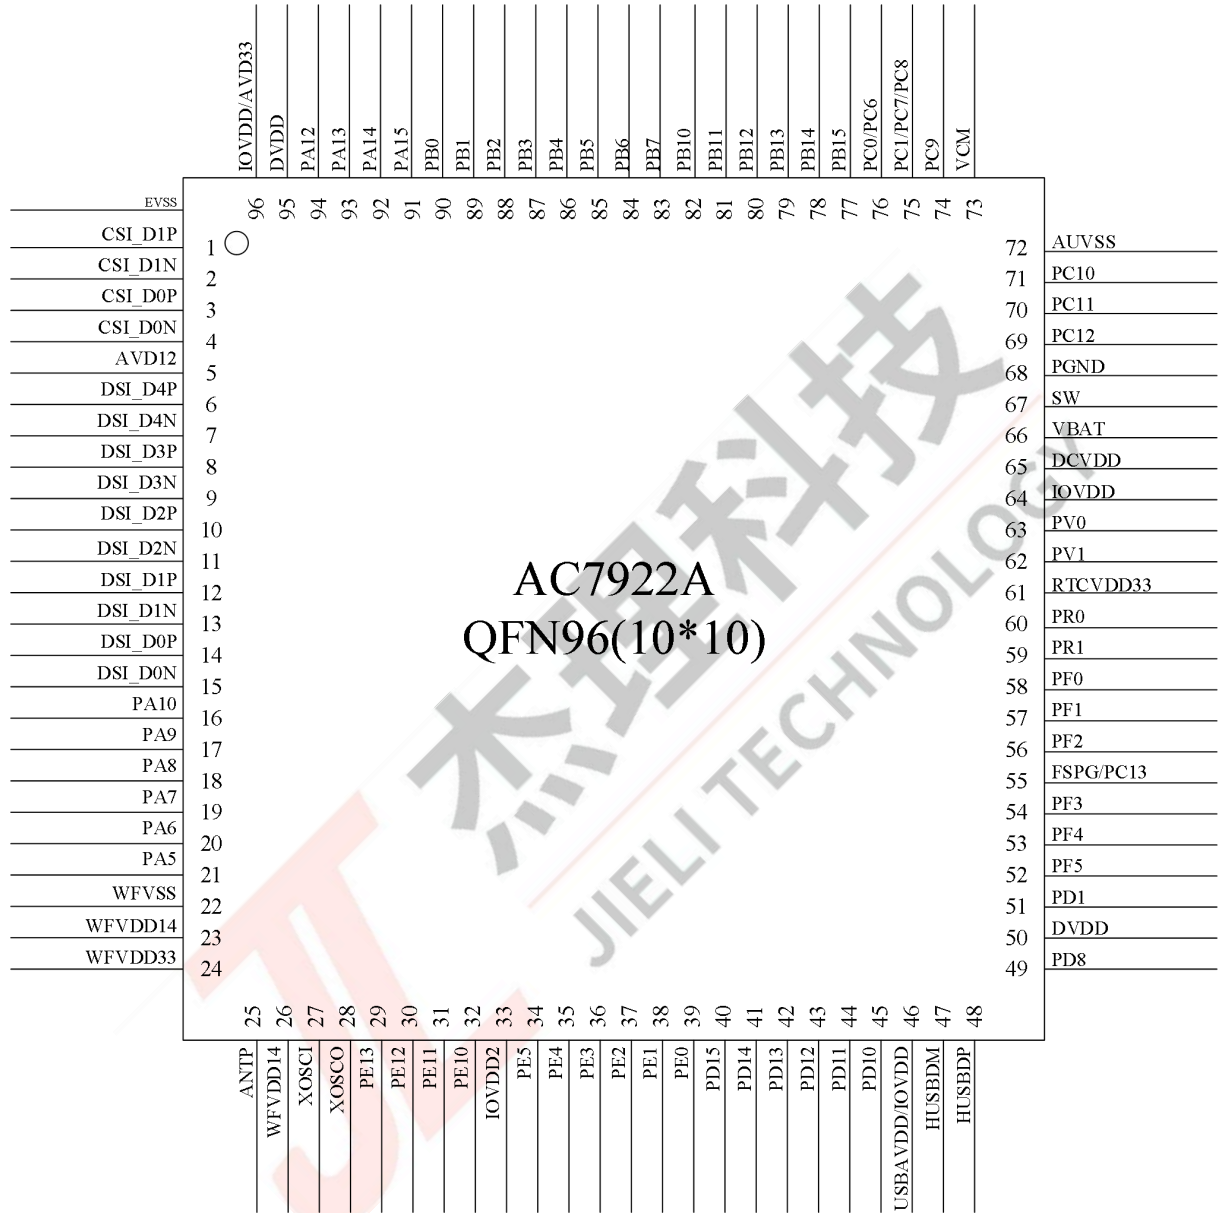 IOVDD/AVD33
DVDD
PA12
PA13
PA14
PA15
PB0
PB1
PB2
PB3
PB4
PB5
PB6
PB7
PB10
PB11
PB12
PB13
PB14
PB15
PC0/PC6
PC1/PC7/PC8
PC9
VCM
96
95
94
93
92
91
90
89
88
87
86
85
84
83
82
81
80
79
78
77
76
75
74
73
EVSS
CSI_D1P 1
CSI_D1N 2
CSI_D0P 3
CSI_D0N 4
AVD12 5
DSI_D4P 6
DSI_D4N 7
DSI_D3P 8
DSI_D3N 9
DSI_D2P 10
DSI_D2N 11
DSI_D1P 12
DSI_D1N 13
DSI_D0P 14
DSI_D0N 15
PA10 16
PA9 17
PA8 18
PA7 19
PA6 20
PA5 21
WFVSS 22
WFVDD14 23
WFVDD33 24
AC7922A
QFN96(10*10)
杰理科技
JIELI TECHNOLOGY
JL
72 AUVSS
71 PC10
70 PC11
69 PC12
68 PGND
67 SW
66 VBAT
65 DCVDD
64 IOVDD
63 PV0
62 PV1
61 RTCVDD33
60 PR0
59 PR1
58 PF0
57 PF1
56 PF2
55 FSPG/PC13
54 PF3
53 PF4
52 PF5
51 PD1
50 DVDD
49 PD8
25
26
27
28
29
30
31
32
33
34
35
36
37
38
39
40
41
42
43
44
45
46
47
48
ANTP
WFVDD14
XOSCI
XOSCO
PE13
PE12
PE11
PE10
IOVDD2
PE5
PE4
PE3
PE2
PE1
PE0
PD15
PD14
PD13
PD12
PD11
PD10
USBAVDD/IOVDD
HUSBDM
HUSBDP